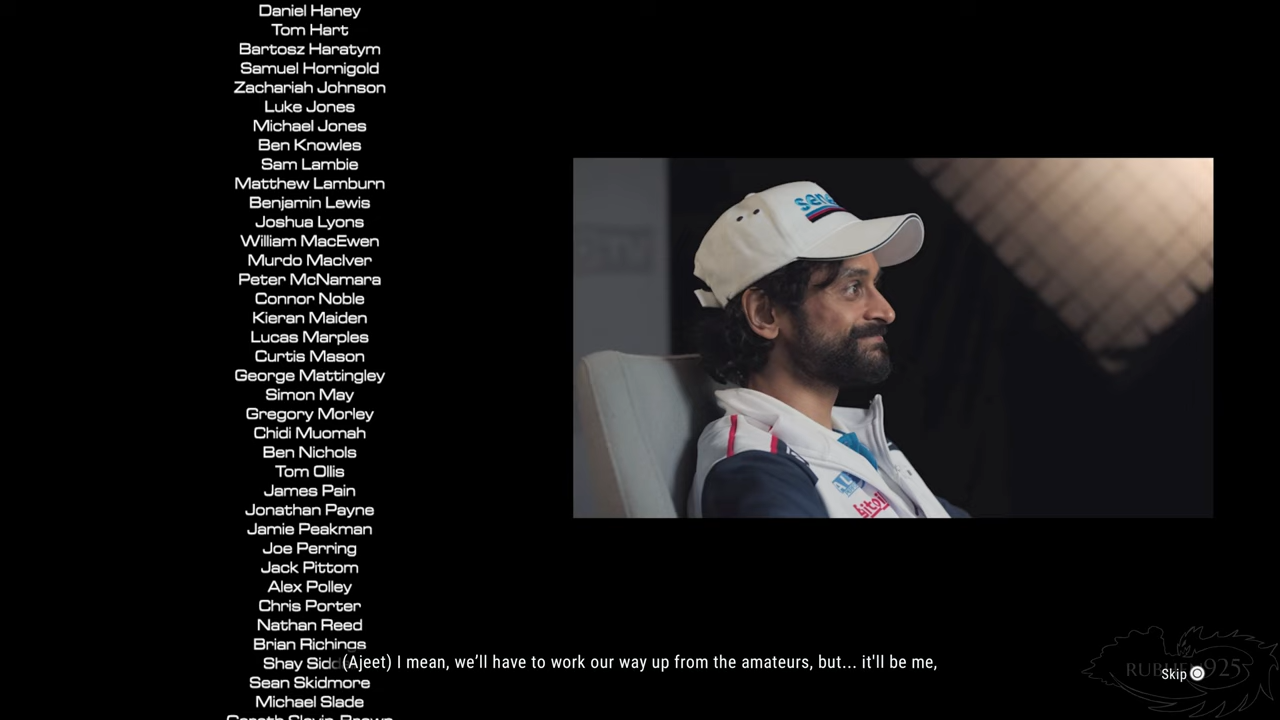 Daniel Haney
Tom Hart
Bartosz Haratym
Samuel Hornigold
Zachariah Johnson
Luke Jones
Michael Jones
Ben Knowles
Sam Lambie
Matthew Lamburn
Benjamin Lewis
Joshua Lyons
William MacEwen
Murdo MacIver
Peter McNamara
Connor Noble
Kieran Maiden
Lucas Marples
Curtis Mason
George Mattingley
Simon May
Gregory Morley
Chidi Muomah
Ben Nichols
Tom Ollis
James Pain
Jonathan Payne
Jamie Peakman
Joe Perring
Jack Pittom
Alex Polley
Chris Porter
Nathan Reed
Brian Richings
Shay
(Ajeet) I mean, we'll have to work our way up from the amateurs, but... it'll be me,
Skip
Sean Skidmore
Michael Slade
bitoil